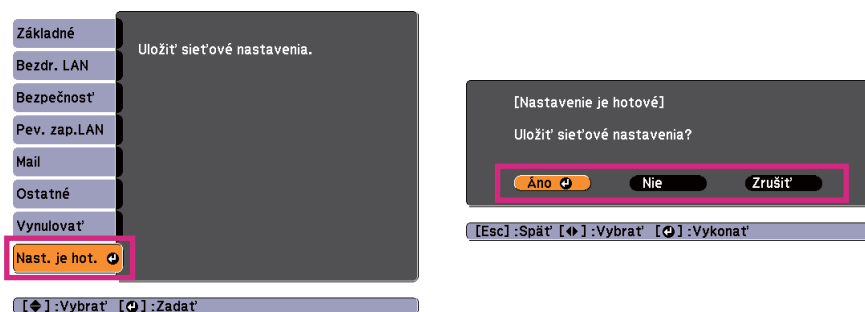 Základné
Bezdr. LAN
Bezpečnosť
Pev. zap.LAN
Mail
Ostatné
Vynulovať
Nast. je hot.
Uložiť sieťové nastavenia.
[ ]:Vybrať [ ]:Zadať
[Nastavenie je hotové]
Uložiť sieťové nastavenia?
Áno Nie Zrušiť
[Esc]:Späť [ ]:Vybrať [ ]:Vykonať